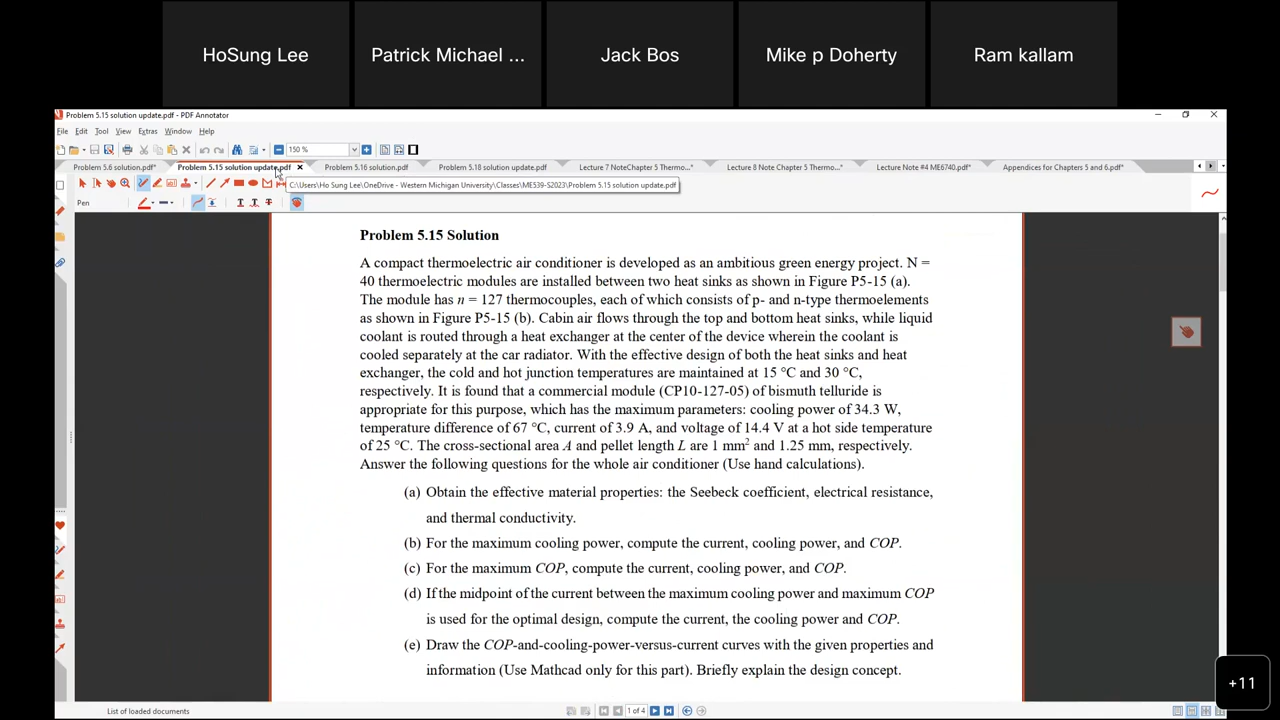 HoSung Lee
Patrick Michael ...
Jack Bos
Mike p Doherty
Ram kallam
Problem 5.15 solution update.pdf - PDF Annotator
File Edit Tool View Extras Window Help
150 %
Problem 5.6 solution.pdf*
Problem 5.15 solution update.pdf
Problem 5.16 solution.pdf
Problem 5.18 solution update.pdf
Lecture 7 NoteChapter 5 Thermo...*
Lecture 8 Note Chapter 5 Thermo...*
Lecture Note #4 ME6740.pdf*
Appendices for Chapters 5 and 6.pdf*
C:\Users\Ho Sung Lee\OneDrive - Western Michigan University\Classes\ME539-S2023\Problem 5.15 solution update.pdf
Pen
Problem 5.15 Solution
A compact thermoelectric air conditioner is developed as an ambitious green energy project. N =
40 thermoelectric modules are installed between two heat sinks as shown in Figure P5-15 (a).
The module has n = 127 thermocouples, each of which consists of p- and n-type thermoelements
as shown in Figure P5-15 (b). Cabin air flows through the top and bottom heat sinks, while liquid
coolant is routed through a heat exchanger at the center of the device wherein the coolant is
cooled separately at the car radiator. With the effective design of both the heat sinks and heat
exchanger, the cold and hot junction temperatures are maintained at 15 °C and 30 °C,
respectively. It is found that a commercial module (CP10-127-05) of bismuth telluride is
appropriate for this purpose, which has the maximum parameters: cooling power of 34.3 W,
temperature difference of 67 °C, current of 3.9 A, and voltage of 14.4 V at a hot side temperature
of 25 °C. The cross-sectional area A and pellet length L are 1 mm² and 1.25 mm, respectively.
Answer the following questions for the whole air conditioner (Use hand calculations).
(a) Obtain the effective material properties: the Seebeck coefficient, electrical resistance,
and thermal conductivity.
(b) For the maximum cooling power, compute the current, cooling power, and COP.
(c) For the maximum COP, compute the current, cooling power, and COP.
(d) If the midpoint of the current between the maximum cooling power and maximum COP
is used for the optimal design, compute the current, the cooling power and COP.
(e) Draw the COP-and-cooling-power-versus-current curves with the given properties and
information (Use Mathcad only for this part). Briefly explain the design concept.
+11
List of loaded documents
1 of 4